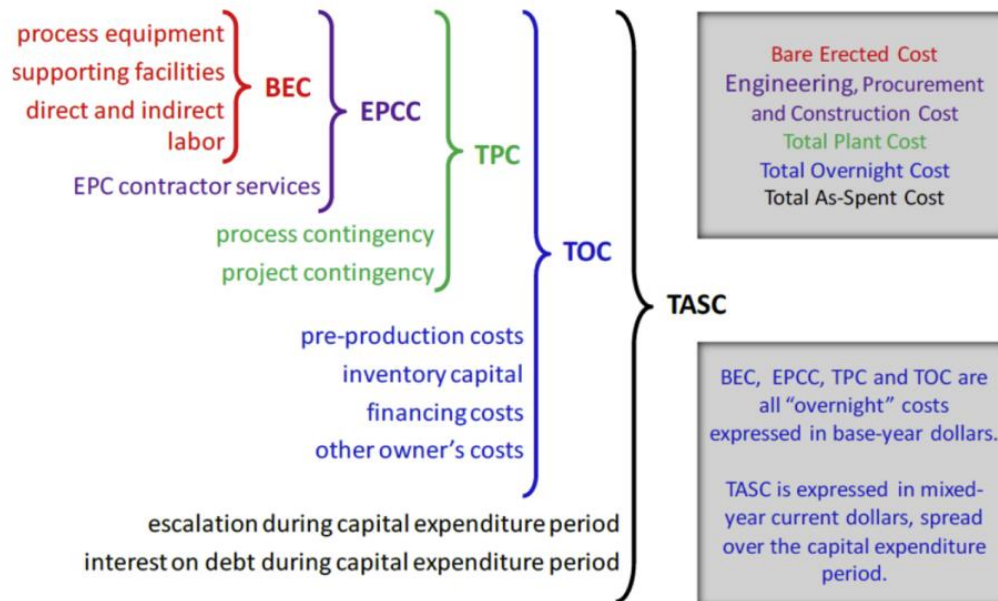 process equipment
supporting facilities
direct and indirect
labor
BEC
EPC contractor services
EPCC
process contingency
project contingency
TPC
pre-production costs
inventory capital
financing costs
other owner's costs
TOC
escalation during capital expenditure period
interest on debt during capital expenditure period
TASC
Bare Erected Cost
Engineering, Procurement
and Construction Cost
Total Plant Cost
Total Overnight Cost
Total As-Spent Cost
BEC, EPCC, TPC and TOC are
all “overnight” costs
expressed in base-year dollars.
TASC is expressed in mixed-
year current dollars, spread
over the capital expenditure
period.